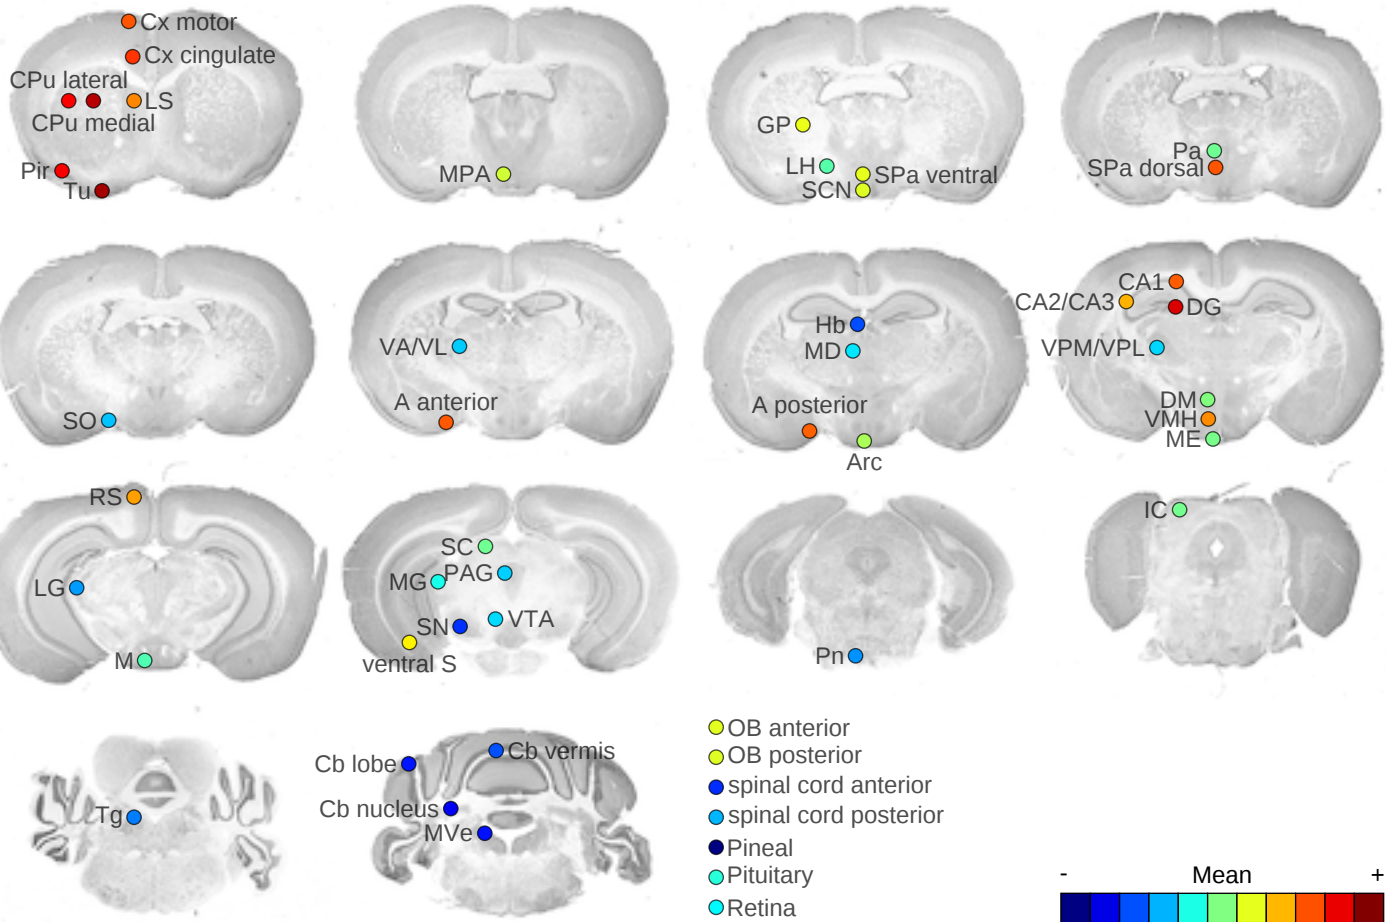 Cx motor
Cx cingulate
CPu lateral
LS
CPu medial
Pir
Tu
MPA
GP
LH
SPa ventral
SCN
Pa
SPa dorsal
SO
VA/VL
A anterior
Hb
MD
A posterior
Arc
CA1
CA2/CA3
DG
VPM/VPL
DM
VMH
ME
RS
LG
M
SC
MG
PAG
SN
VTA
ventral S
Pn
IC
Tg
Cb lobe
Cb vermis
Cb nucleus
MVe
OB anterior
OB posterior
spinal cord anterior
spinal cord posterior
Pineal
Pituitary
Retina
- Mean +